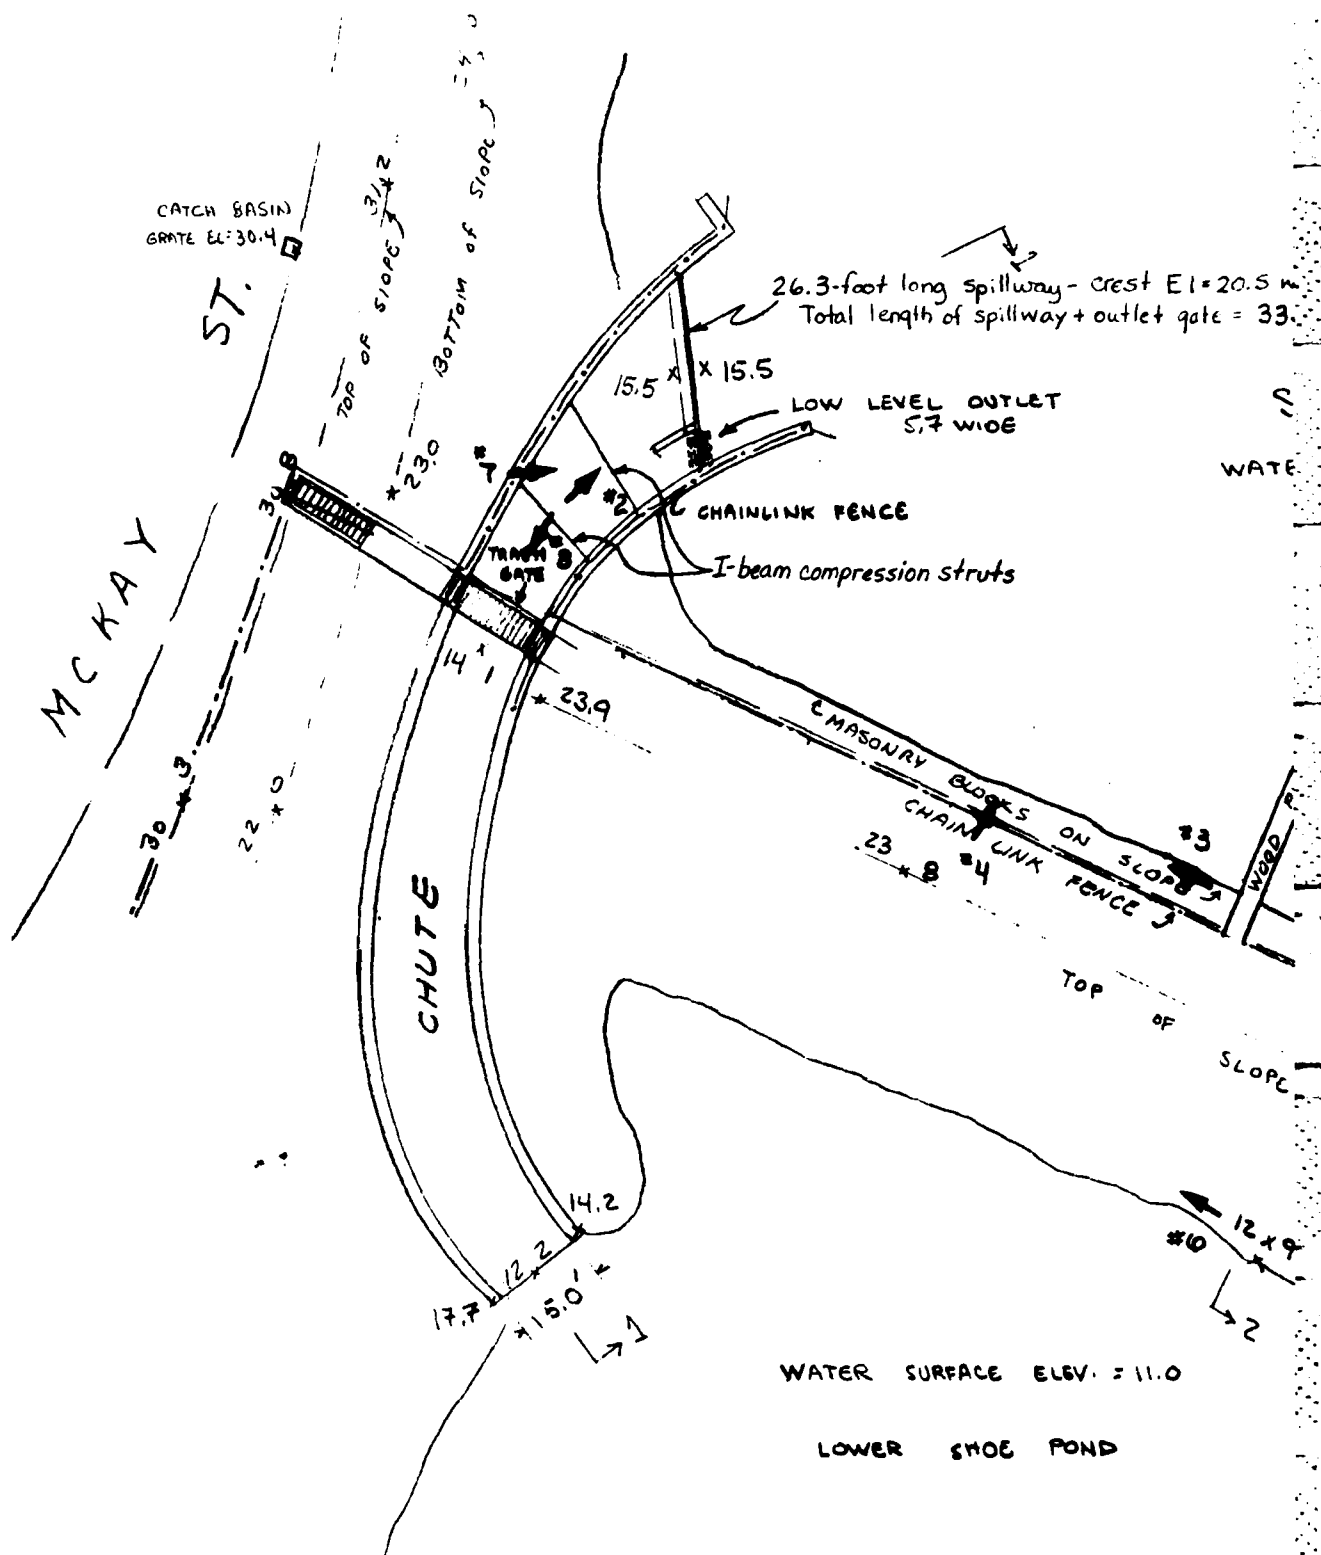 CATCH BASIN
GRATE EL=30.4
MCKAY ST.
TOP OF SLOPE
31.2
BOTTOM of SLOPE
26.3-foot long spillway - crest El=20.5
Total length of spillway + outlet gate = 33.
15.5 x x 15.5
LOW LEVEL OUTLET
5.7 WIDE
WATE
CHAINLINK FENCE
I-beam compression struts
#7
#2
#8
TRASH
GATE
30 8
x 23.0
14 x 1
x 23.9
30 x 3
22 x 0
MASONRY BLOCKS ON SLOPE
CHAIN LINK FENCE
#3
#4
23 x 8
WOOD P
TOP OF SLOPE
CHUTE
14.2
12 x 2
17.7
15.0'
1
#6
12 x 9
2
WATER SURFACE ELEV. = 11.0
LOWER SHOE POND